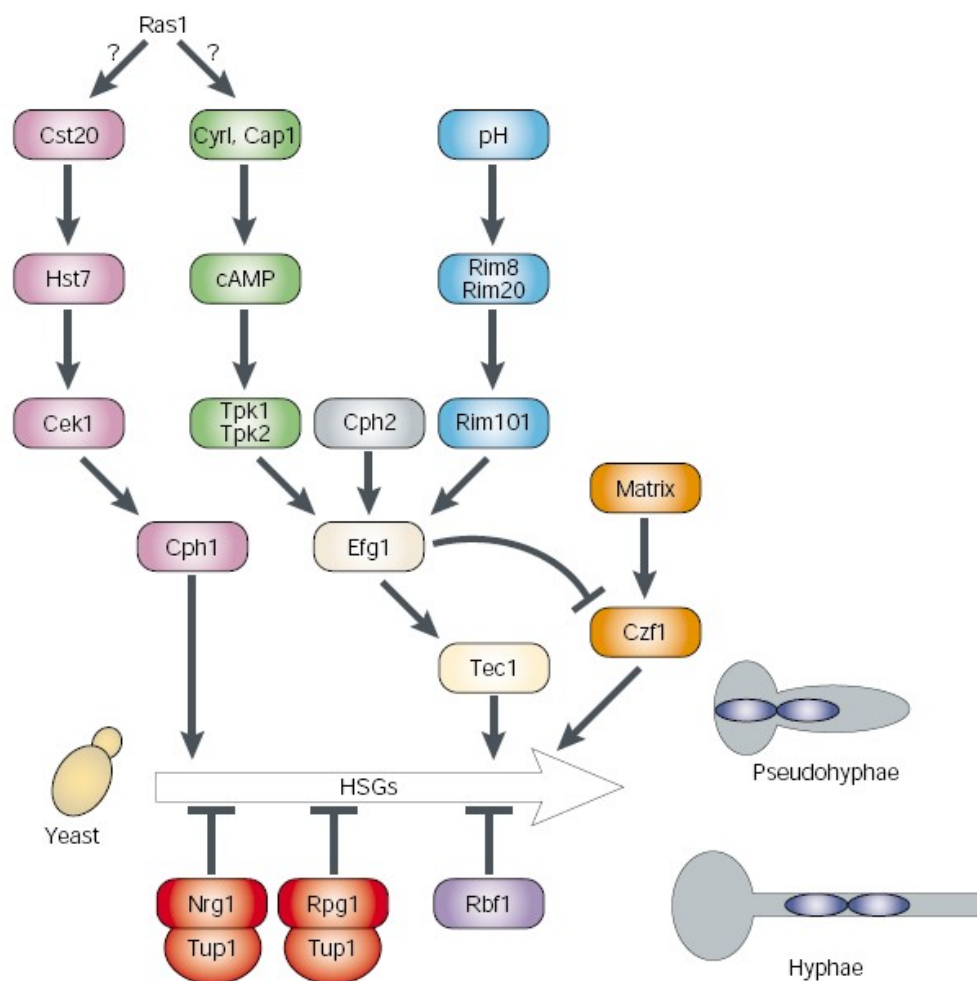 Ras1
? ?
Cst20 Cyrl, Cap1 pH
Hst7 cAMP Rim8
Rim20
Cek1 Tpk1
Tpk2 Cph2 Rim101
Matrix
Cph1 Efg1
Czf1
Tec1
HSGs
Pseudohyphae
Yeast
Nrg1 Rpg1 Rbf1
Tup1 Tup1
Hyphae